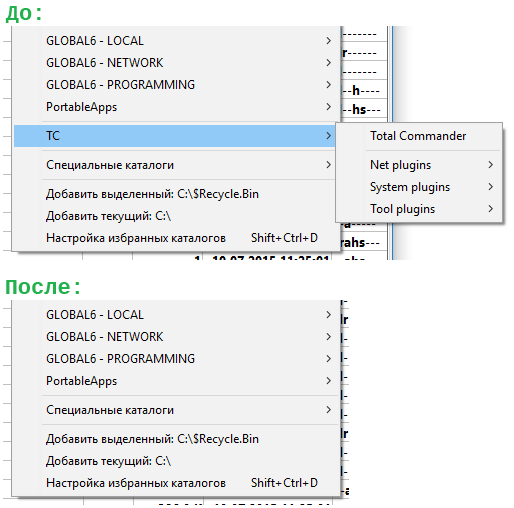 До:
GLOBAL6 - LOCAL
GLOBAL6 - NETWORK
GLOBAL6 - PROGRAMMING
--h----
PortableApps
--hs---
TC
Total Commander
Специальные каталоги
Net plugins
Добавить выделенный: C:\$Recycle.Bin
System plugins
Добавить текущий: C:\
Tool plugins
Настройка избранных каталогов Shift+Ctrl+D
rahs---
После:
GLOBAL6 - LOCAL
GLOBAL6 - NETWORK
GLOBAL6 - PROGRAMMING
PortableApps
Специальные каталоги
Добавить выделенный: C:\$Recycle.Bin
Добавить текущий: C:\
Настройка избранных каталогов Shift+Ctrl+D